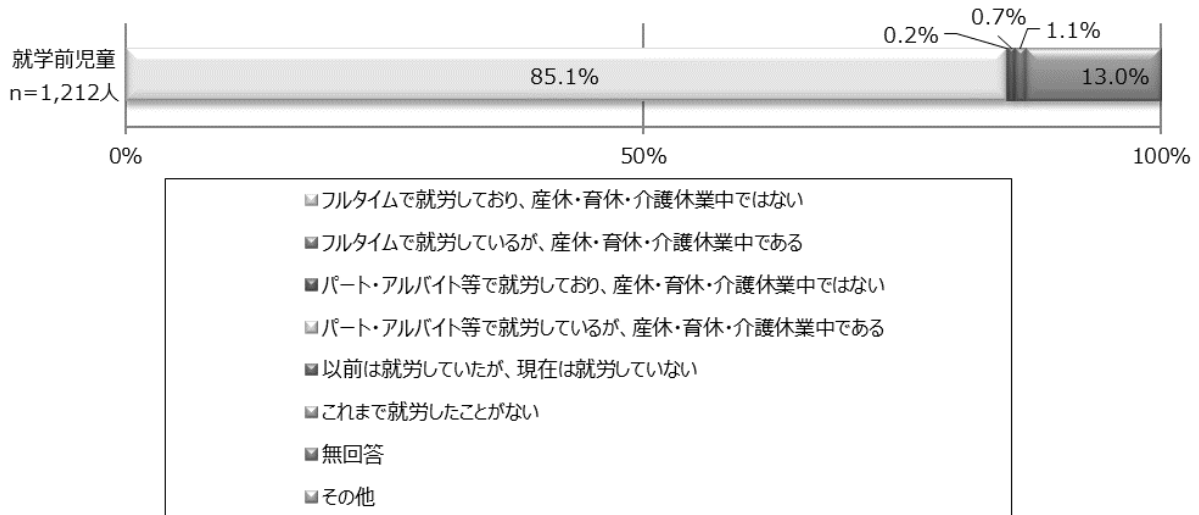 0.7%
0.2%
1.1%
就学前児童
n=1,212人
85.1%
13.0%
0%
50%
100%
フルタイムで就労しており、産休・育休・介護休業中ではない
フルタイムで就労しているが、産休・育休・介護休業中である
パート・アルバイト等で就労しており、産休・育休・介護休業中ではない
パート・アルバイト等で就労しているが、産休・育休・介護休業中である
以前は就労していたが、現在は就労していない
これまで就労したことがない
無回答
その他